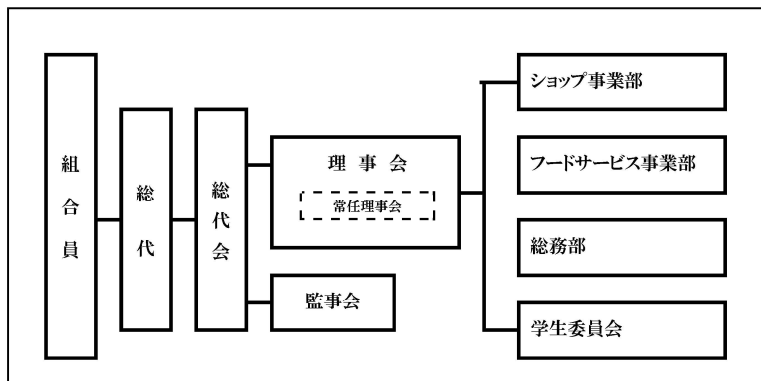 組合員
総代
総代会
理事会
常任理事会
監事会
ショップ事業部
フードサービス事業部
総務部
学生委員会